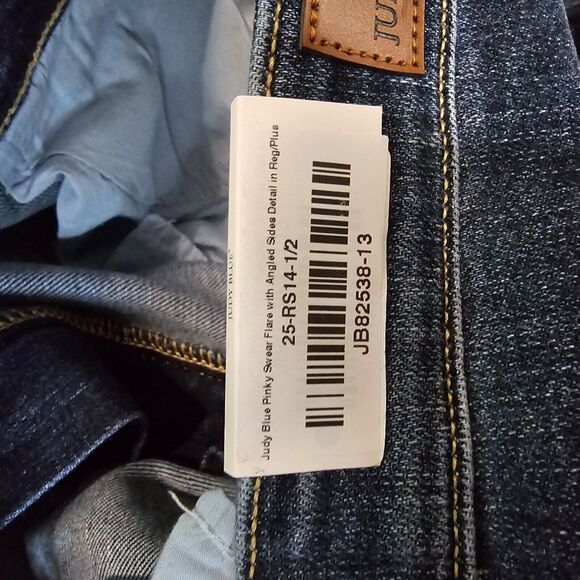 Judy Blue Pinky Swear Flare with Angled Sides Detail in Reg/Plus
25-RS14-1/2
JB82538-13
JUDY BLUE